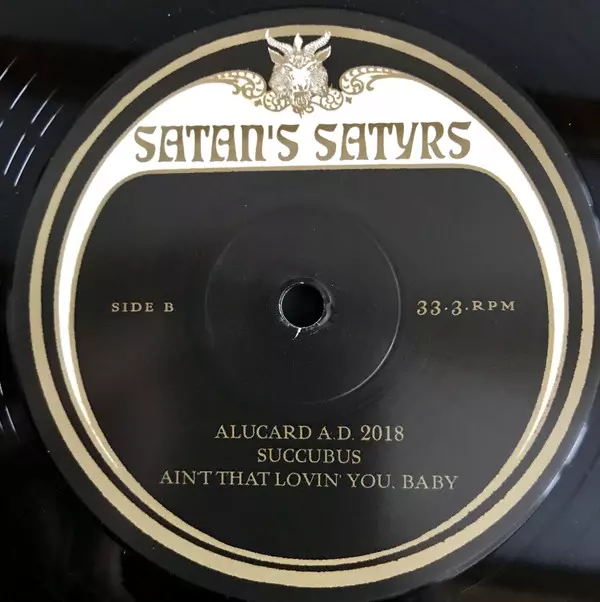 SATAN'S SATYRS
SIDE B
33.3.RPM
ALUCARD A.D. 2018
SUCCUBUS
AIN'T THAT LOVIN' YOU, BABY